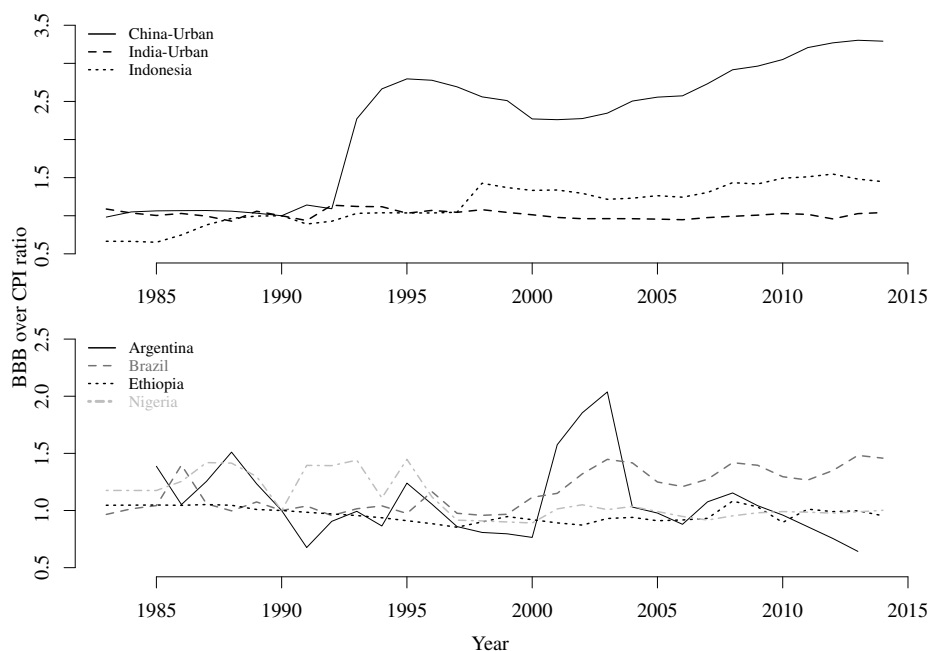 3.5
2.5
1.5
0.5
China-Urban
India-Urban
Indonesia
1985 1990 1995 2000 2005 2010 2015
BBB over CPI ratio
2.5
2.0
1.5
1.0
0.5
Argentina
Brazil
Ethiopia
Nigeria
1985 1990 1995 2000 2005 2010 2015
Year